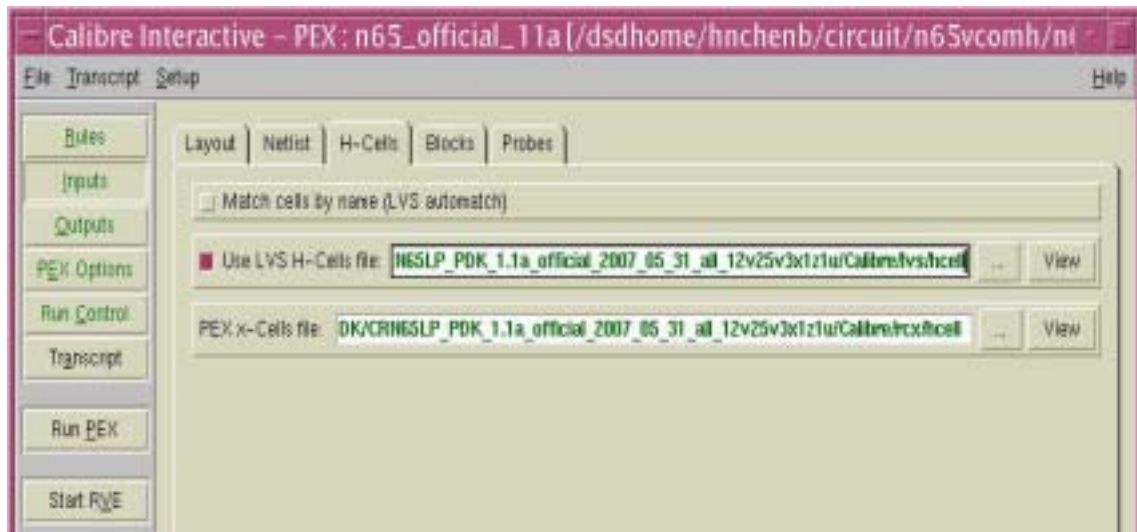 Calibre Interactive - PEX : n65_official_11a [/dsdhome/hnchenb/circuit/n65vcomh/n
File Transcript Setup Help
Rules
Inputs
Outputs
PEX Options
Run Control
Transcript
Run PEX
Start RVE
Layout Netlist H-Cells Blocks Probes
Match cells by name (LVS automatch)
Use LVS H-Cells file: N65LP_PDK_1.1a_official_2007_05_31_all_12v25v3x1z1u/Calibre/lvs/hcell ... View
PEX x-Cells file: DK/CRN65LP_PDK_1.1a_official_2007_05_31_all_12v25v3x1z1u/Calibre/rcx/hcell ... View